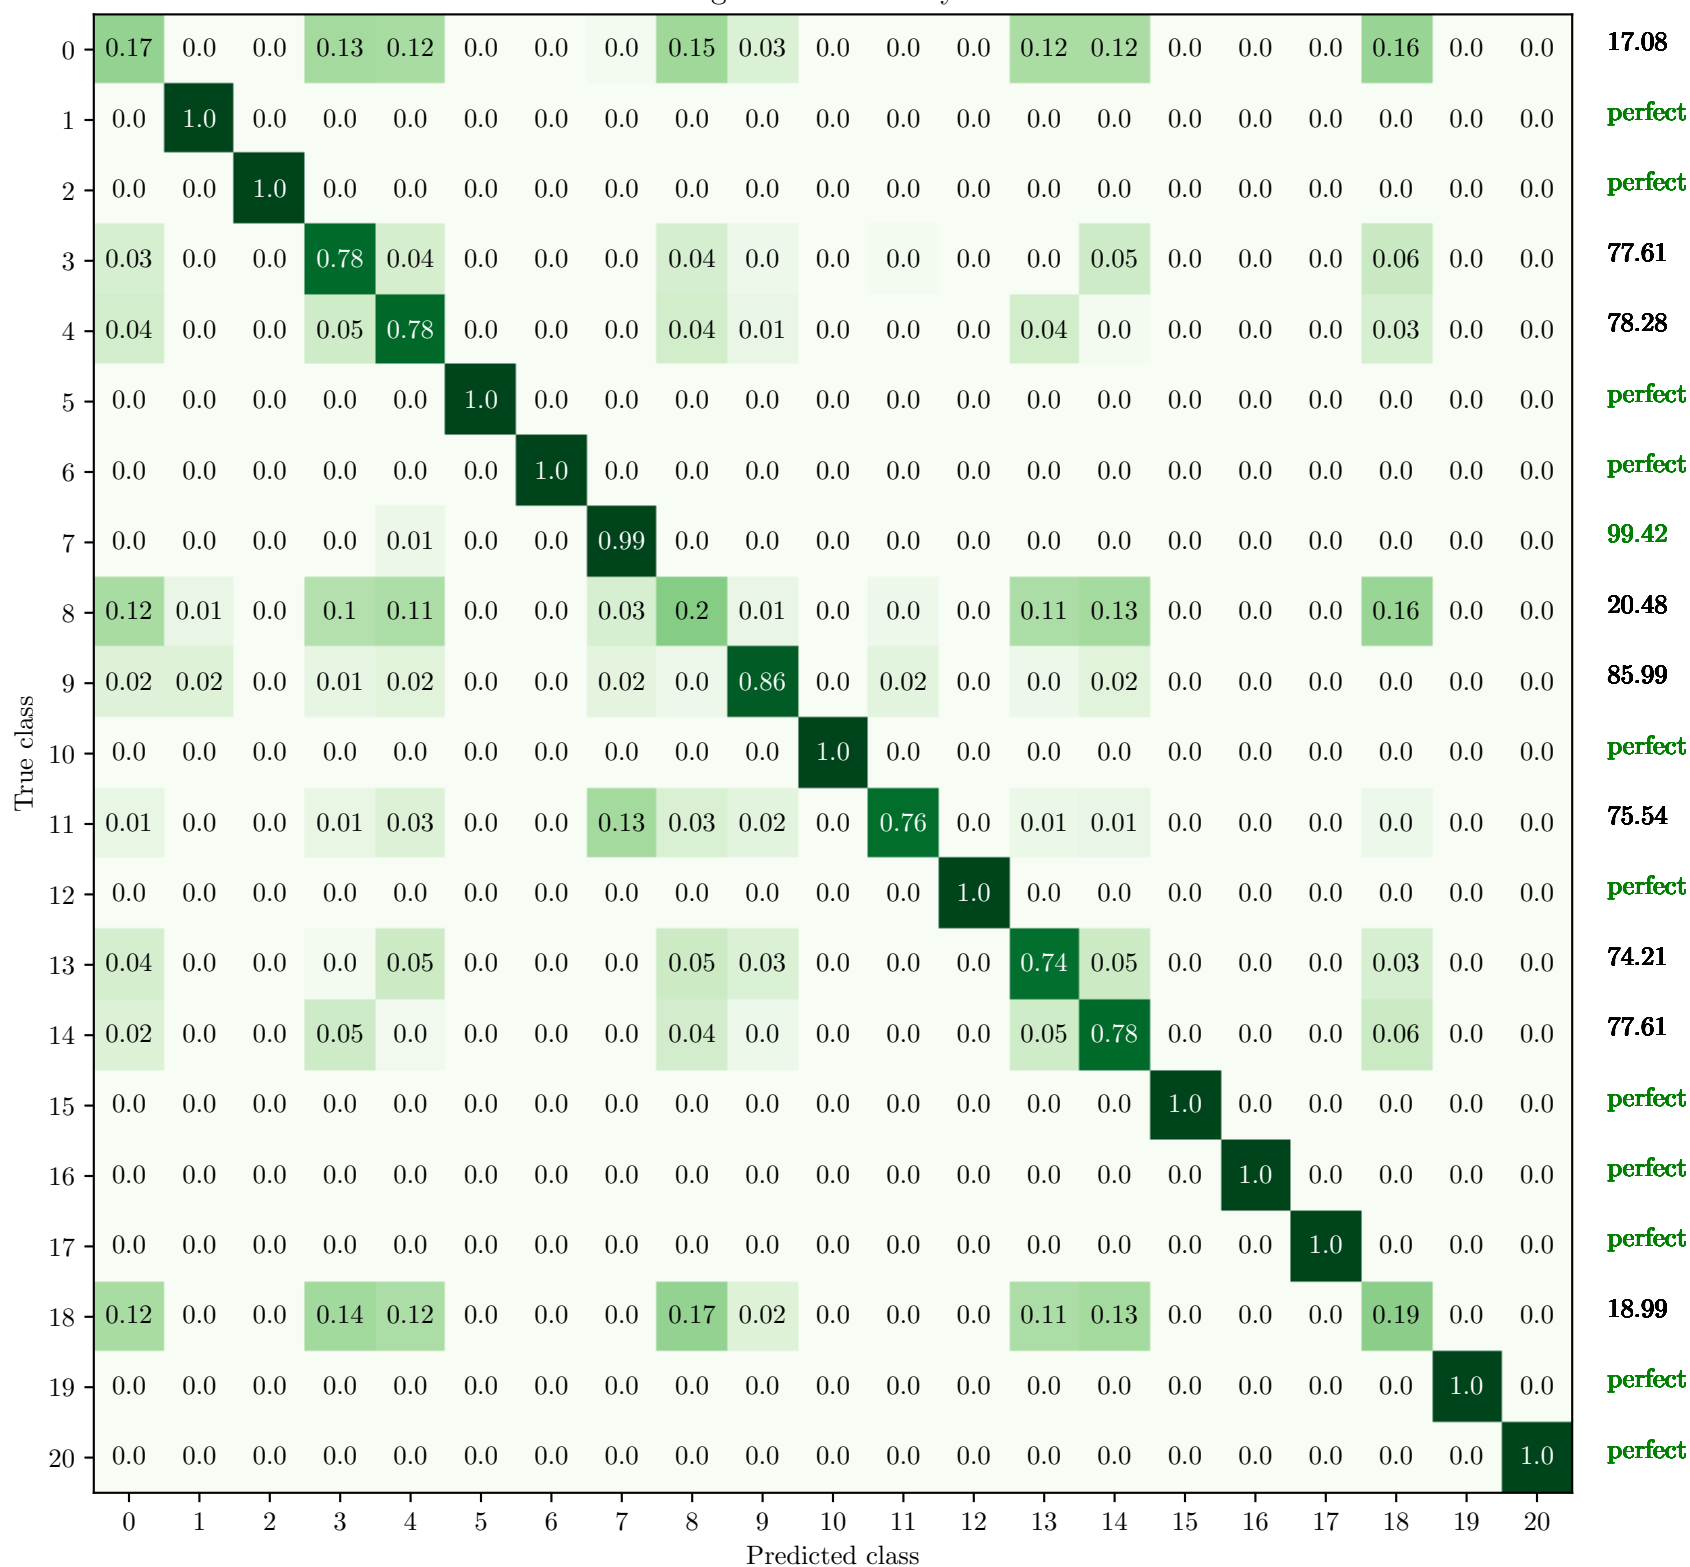 0 0.17 0.0 0.0 0.13 0.12 0.0 0.0 0.0 0.15 0.03 0.0 0.0 0.0 0.12 0.12 0.0 0.0 0.0 0.16 0.0 0.0 17.08
1 0.0 1.0 0.0 0.0 0.0 0.0 0.0 0.0 0.0 0.0 0.0 0.0 0.0 0.0 0.0 0.0 0.0 0.0 0.0 0.0 0.0 perfect
2 0.0 0.0 1.0 0.0 0.0 0.0 0.0 0.0 0.0 0.0 0.0 0.0 0.0 0.0 0.0 0.0 0.0 0.0 0.0 0.0 0.0 perfect
3 0.03 0.0 0.0 0.78 0.04 0.0 0.0 0.0 0.04 0.0 0.0 0.0 0.0 0.0 0.05 0.0 0.0 0.0 0.06 0.0 0.0 77.61
4 0.04 0.0 0.0 0.05 0.78 0.0 0.0 0.0 0.04 0.01 0.0 0.0 0.0 0.04 0.0 0.0 0.0 0.0 0.03 0.0 0.0 78.28
5 0.0 0.0 0.0 0.0 0.0 1.0 0.0 0.0 0.0 0.0 0.0 0.0 0.0 0.0 0.0 0.0 0.0 0.0 0.0 0.0 0.0 perfect
6 0.0 0.0 0.0 0.0 0.0 0.0 1.0 0.0 0.0 0.0 0.0 0.0 0.0 0.0 0.0 0.0 0.0 0.0 0.0 0.0 0.0 perfect
7 0.0 0.0 0.0 0.0 0.01 0.0 0.0 0.99 0.0 0.0 0.0 0.0 0.0 0.0 0.0 0.0 0.0 0.0 0.0 0.0 0.0 99.42
8 0.12 0.01 0.0 0.1 0.11 0.0 0.0 0.03 0.2 0.01 0.0 0.0 0.0 0.11 0.13 0.0 0.0 0.0 0.16 0.0 0.0 20.48
9 0.02 0.02 0.0 0.01 0.02 0.0 0.0 0.02 0.0 0.86 0.0 0.02 0.0 0.0 0.02 0.0 0.0 0.0 0.0 0.0 0.0 85.99
10 0.0 0.0 0.0 0.0 0.0 0.0 0.0 0.0 0.0 0.0 1.0 0.0 0.0 0.0 0.0 0.0 0.0 0.0 0.0 0.0 0.0 perfect
11 0.01 0.0 0.0 0.01 0.03 0.0 0.0 0.13 0.03 0.02 0.0 0.76 0.0 0.01 0.01 0.0 0.0 0.0 0.0 0.0 0.0 75.54
12 0.0 0.0 0.0 0.0 0.0 0.0 0.0 0.0 0.0 0.0 0.0 0.0 1.0 0.0 0.0 0.0 0.0 0.0 0.0 0.0 0.0 perfect
13 0.04 0.0 0.0 0.0 0.05 0.0 0.0 0.0 0.05 0.03 0.0 0.0 0.0 0.74 0.05 0.0 0.0 0.0 0.03 0.0 0.0 74.21
14 0.02 0.0 0.0 0.05 0.0 0.0 0.0 0.0 0.04 0.0 0.0 0.0 0.0 0.05 0.78 0.0 0.0 0.0 0.06 0.0 0.0 77.61
15 0.0 0.0 0.0 0.0 0.0 0.0 0.0 0.0 0.0 0.0 0.0 0.0 0.0 0.0 0.0 1.0 0.0 0.0 0.0 0.0 0.0 perfect
16 0.0 0.0 0.0 0.0 0.0 0.0 0.0 0.0 0.0 0.0 0.0 0.0 0.0 0.0 0.0 0.0 1.0 0.0 0.0 0.0 0.0 perfect
17 0.0 0.0 0.0 0.0 0.0 0.0 0.0 0.0 0.0 0.0 0.0 0.0 0.0 0.0 0.0 0.0 0.0 1.0 0.0 0.0 0.0 perfect
18 0.12 0.0 0.0 0.14 0.12 0.0 0.0 0.0 0.17 0.02 0.0 0.0 0.0 0.11 0.13 0.0 0.0 0.0 0.19 0.0 0.0 18.99
19 0.0 0.0 0.0 0.0 0.0 0.0 0.0 0.0 0.0 0.0 0.0 0.0 0.0 0.0 0.0 0.0 0.0 0.0 0.0 1.0 0.0 perfect
20 0.0 0.0 0.0 0.0 0.0 0.0 0.0 0.0 0.0 0.0 0.0 0.0 0.0 0.0 0.0 0.0 0.0 0.0 0.0 0.0 1.0 perfect
0 1 2 3 4 5 6 7 8 9 10 11 12 13 14 15 16 17 18 19 20
Predicted class
True class